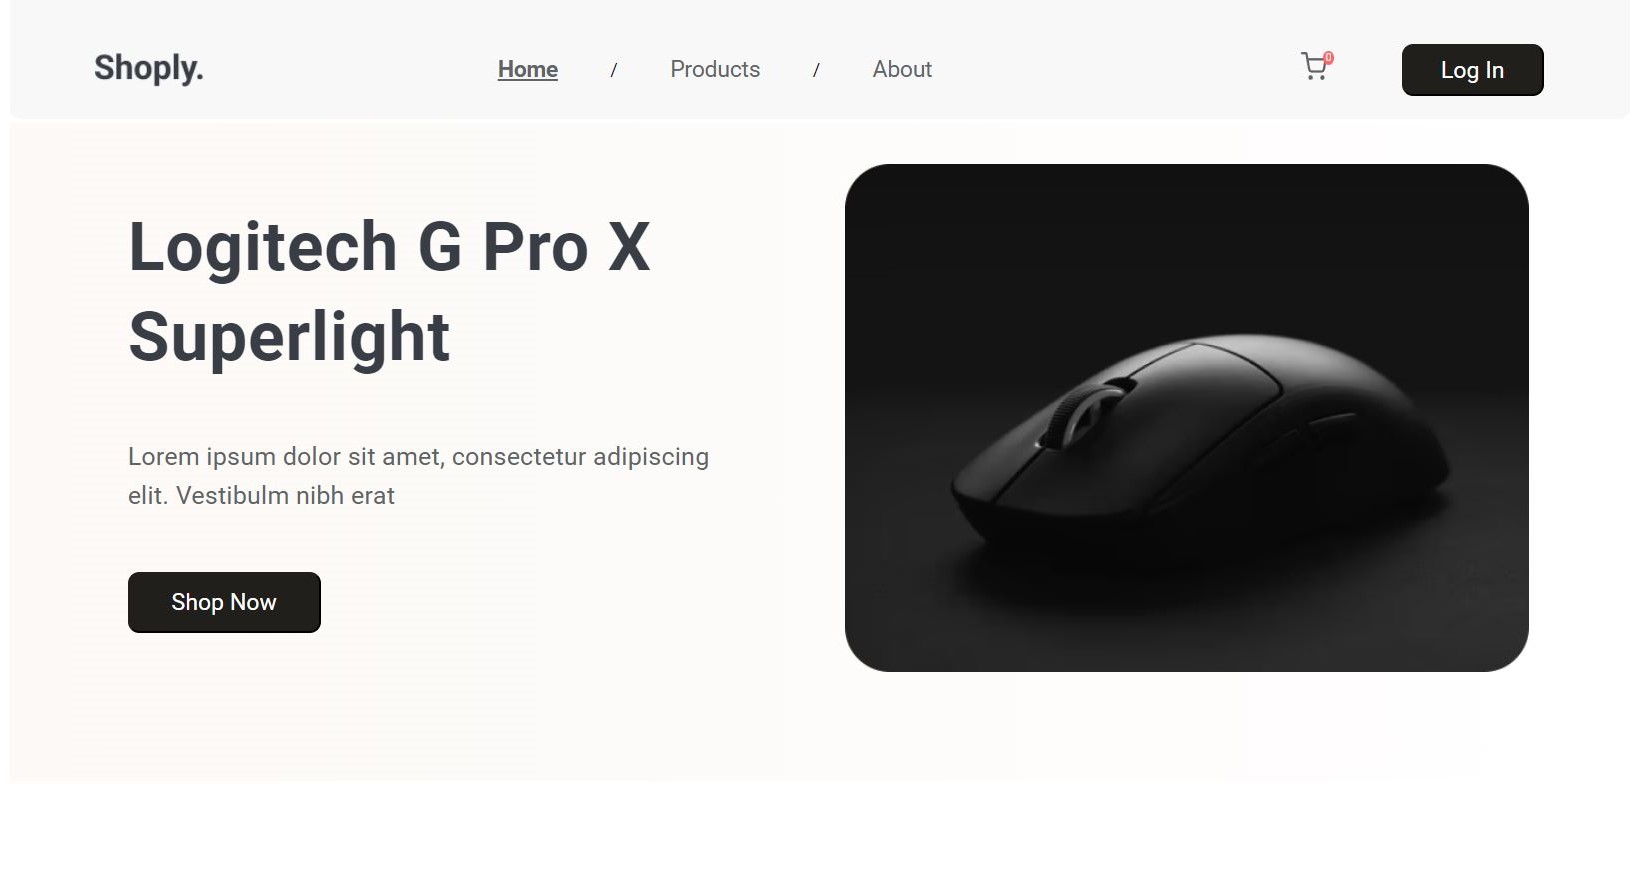 Shoply.
Home / Products / About
0
Log In
Logitech G Pro X
Superlight
Lorem ipsum dolor sit amet, consectetur adipiscing
elit. Vestibulm nibh erat
Shop Now